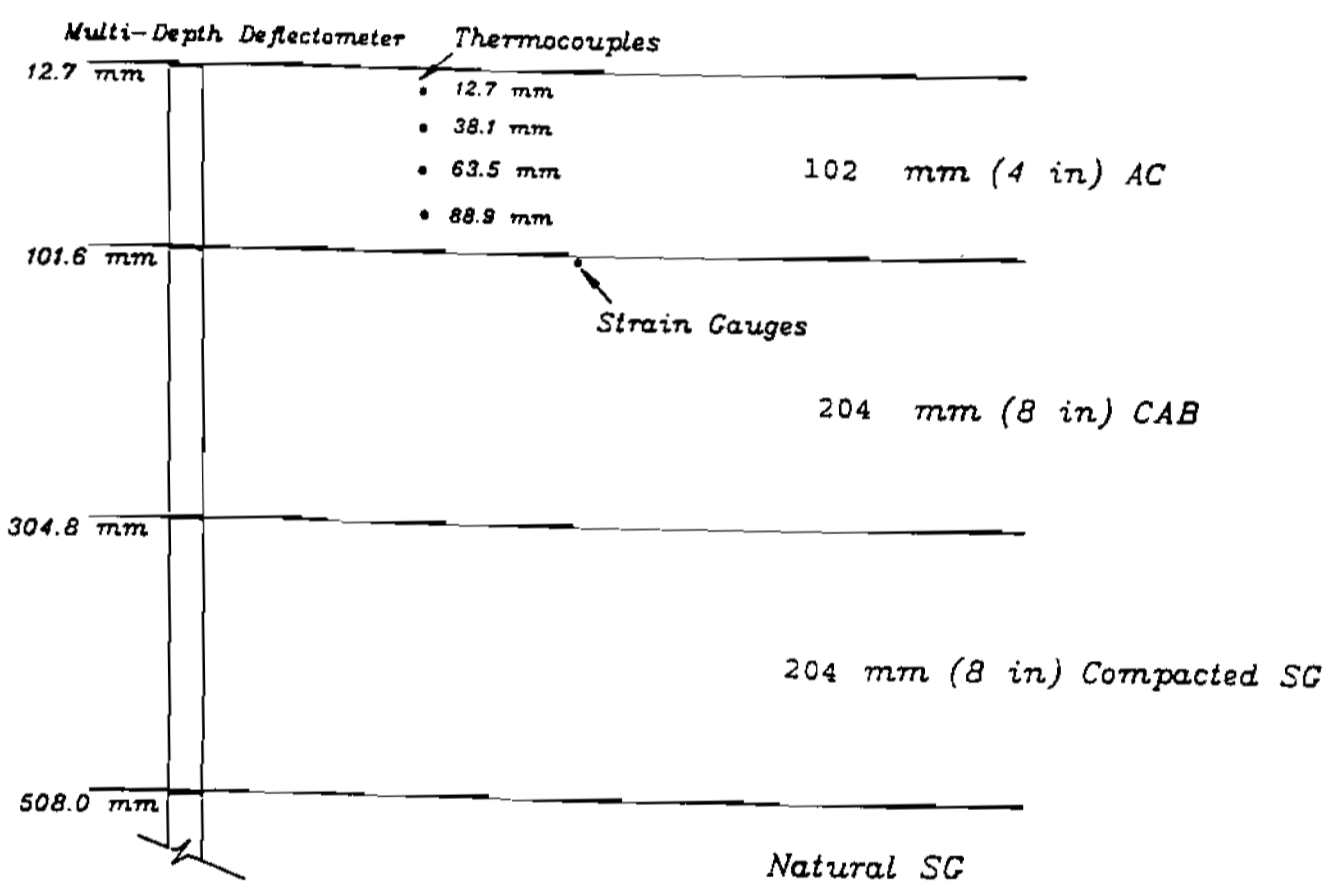 Multi-Depth Deflectometer
Thermocouples
12.7 mm
12.7 mm
38.1 mm
63.5 mm
88.9 mm
102 mm (4 in) AC
101.6 mm
Strain Gauges
204 mm (8 in) CAB
304.8 mm
204 mm (8 in) Compacted SG
508.0 mm
Natural SG